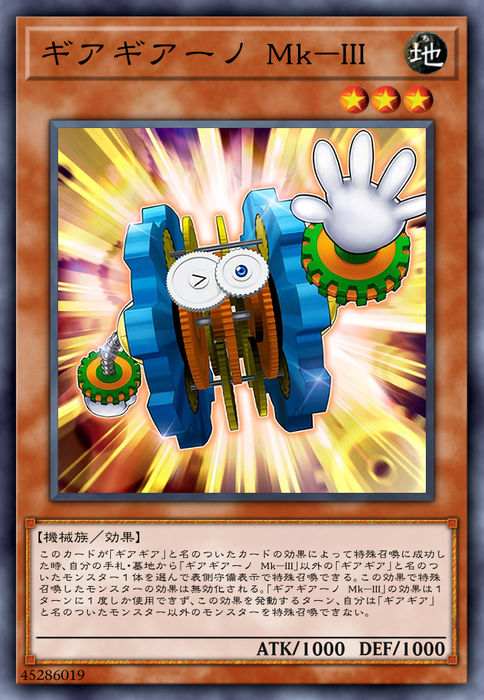 ギアギアーノ Mk－III
ち
地
【機械族／効果】
このカードが「ギアギア」と名のついたカードの効果によって特殊召喚に成功し
た時、自分の手札・墓地から「ギアギアーノ Mk－III」以外の「ギアギア」と名のつ
いたモンスター１体を選んで表側守備表示で特殊召喚できる。この効果で特殊
召喚したモンスターの効果は無効化される。「ギアギアーノ Mk－III」の効果は１
ターンに１度しか使用できず、この効果を発動するターン、自分は「ギアギア」
と名のついたモンスター以外のモンスターを特殊召喚できない。
ATK/1000 DEF/1000
45286019